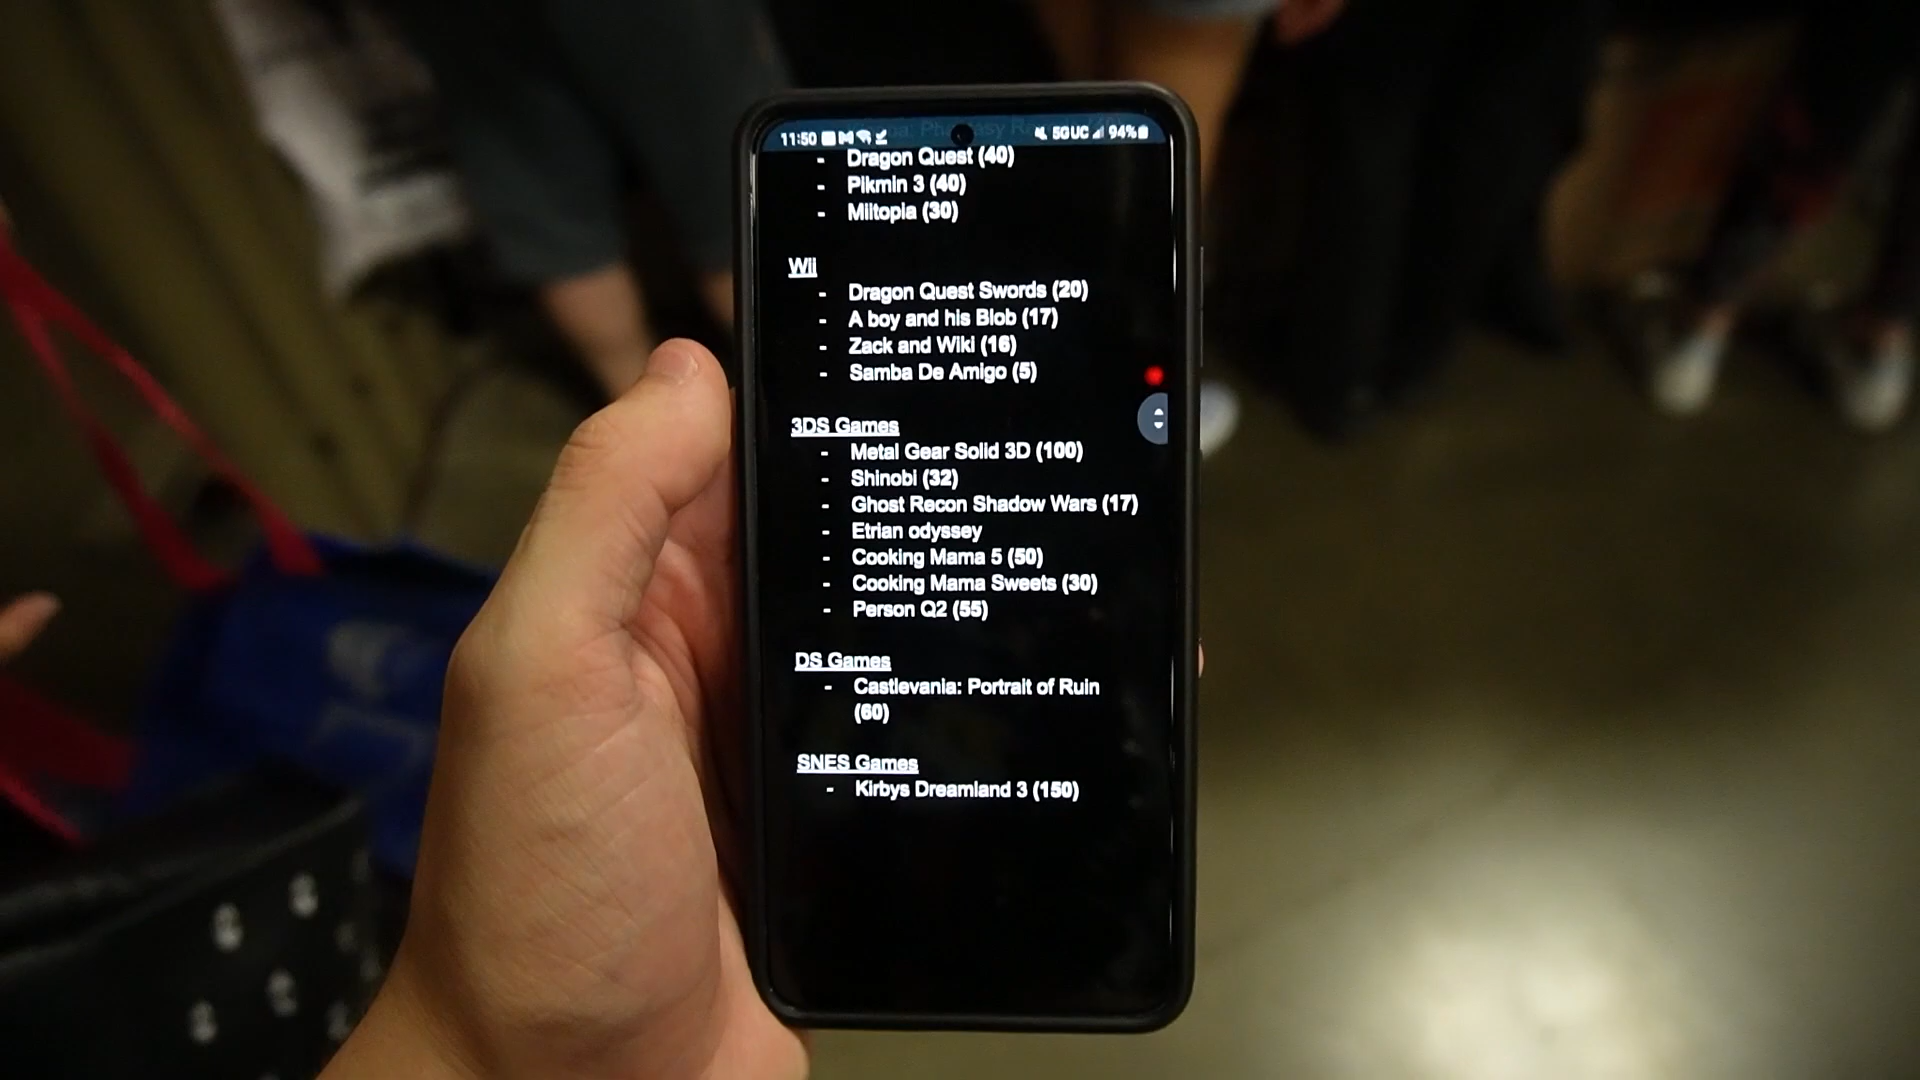 11:50 5GUC 94%
- Dragon Quest (40)
- Pikmin 3 (40)
- Miitopia (30)
Wii
- Dragon Quest Swords (20)
- A boy and his Blob (17)
- Zack and Wiki (16)
- Samba De Amigo (5)
3DS Games
- Metal Gear Solid 3D (100)
- Shinobi (32)
- Ghost Recon Shadow Wars (17)
- Etrian odyssey
- Cooking Mama 5 (50)
- Cooking Mama Sweets (30)
- Person Q2 (55)
DS Games
- Castlevania: Portrait of Ruin
(60)
SNES Games
- Kirbys Dreamland 3 (150)